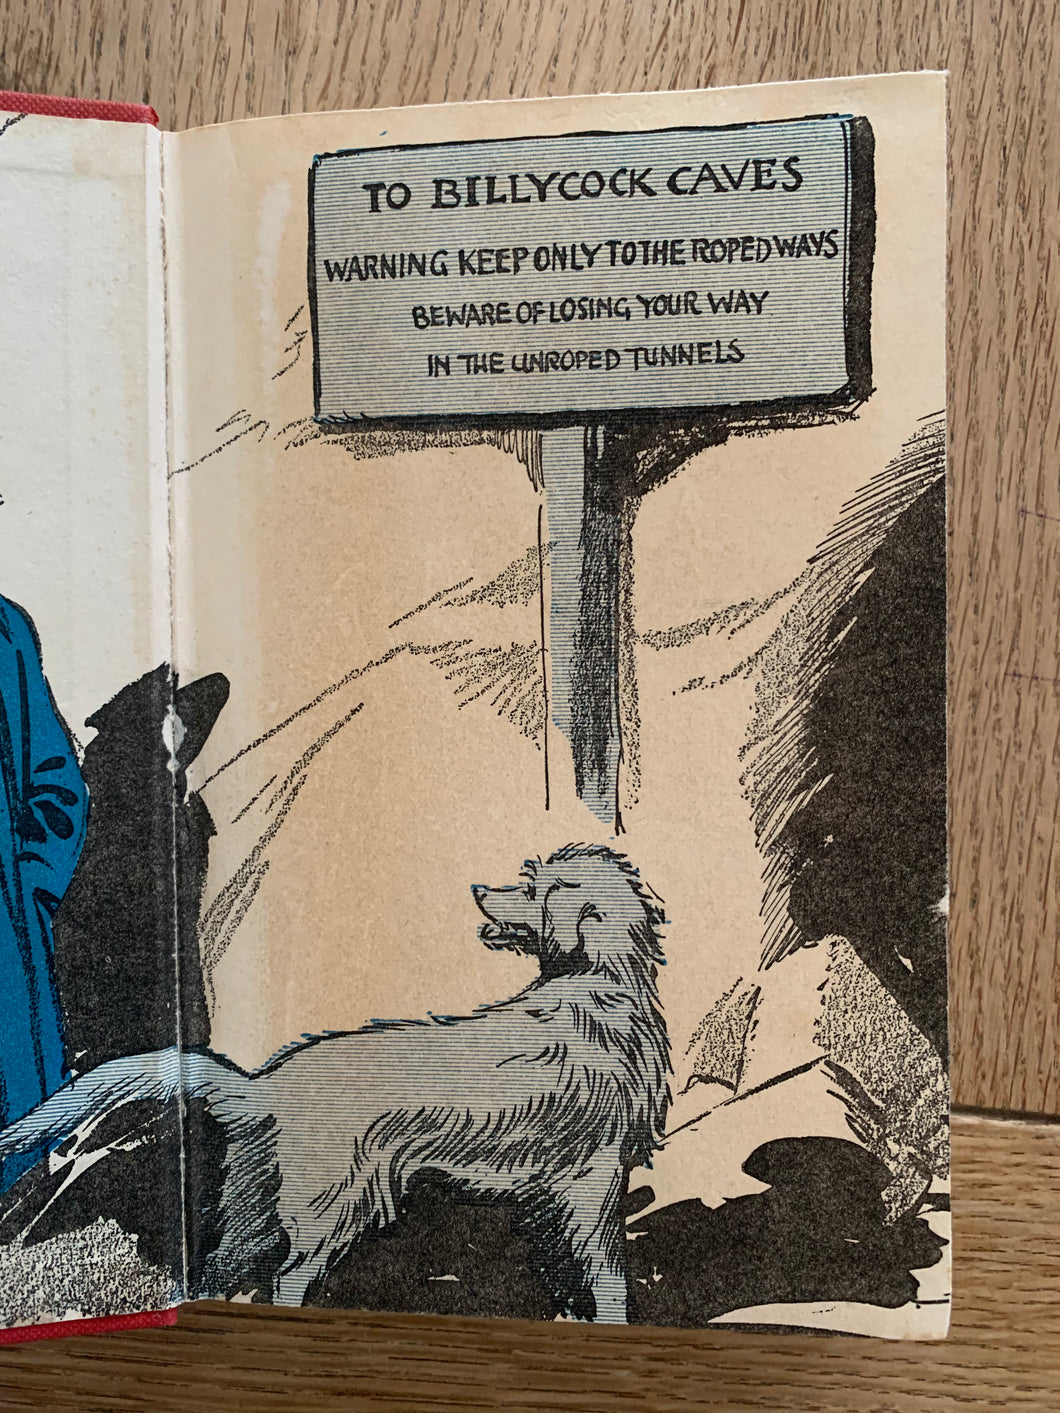 TO BILLYCOCK CAVES
WARNING KEEP ONLY TO THE ROPED WAYS
BEWARE OF LOSING YOUR WAY
IN THE UNROPED TUNNELS